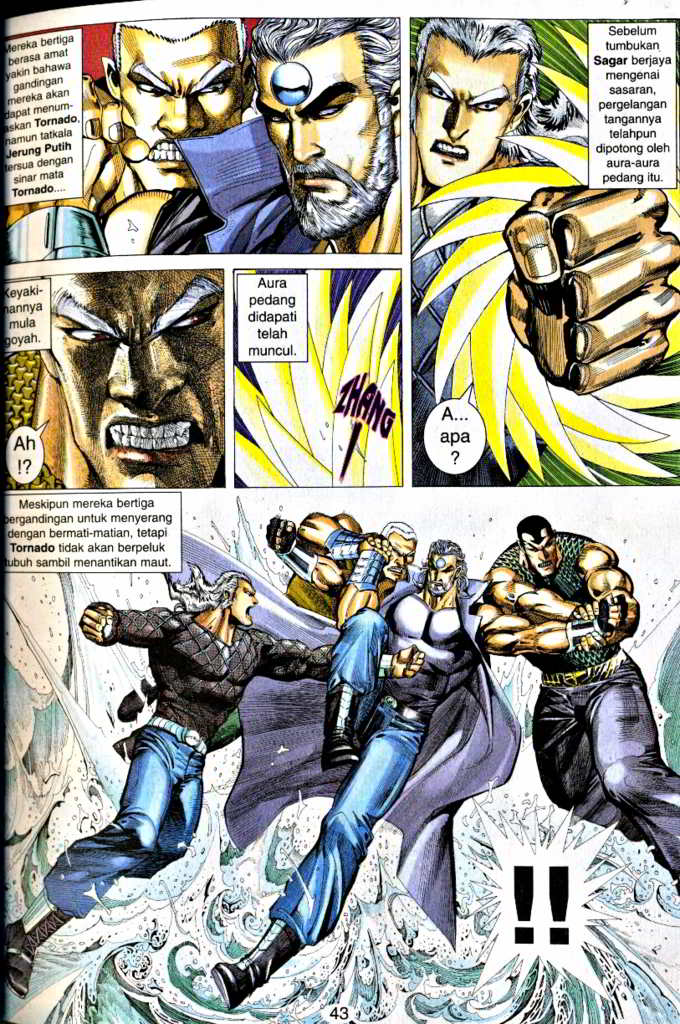 Mereka bertiga
berasa amat
yakin bahawa
gandingan
mereka akan
dapat menum-
paskan Tornado,
namun tatkala
Jerung Putih
tersua dengan
sinar mata
Tornado....
Sebelum
tumbukan
Sagar berjaya
mengenai
sasaran,
pergelangan
tangannya
telahpun
dipotong oleh
aura-aura
pedang itu.
Keyaki-
nannya
mula
goyah.
Ah
!?
Aura
pedang
didapati
telah
muncul.
ZHANG
!
A...
apa
?
Meskipun mereka bertiga
bergandingan untuk menyerang
dengan bermati-matian, tetapi
Tornado tidak akan berpeluk
tubuh sambil menantikan maut.
!!
43